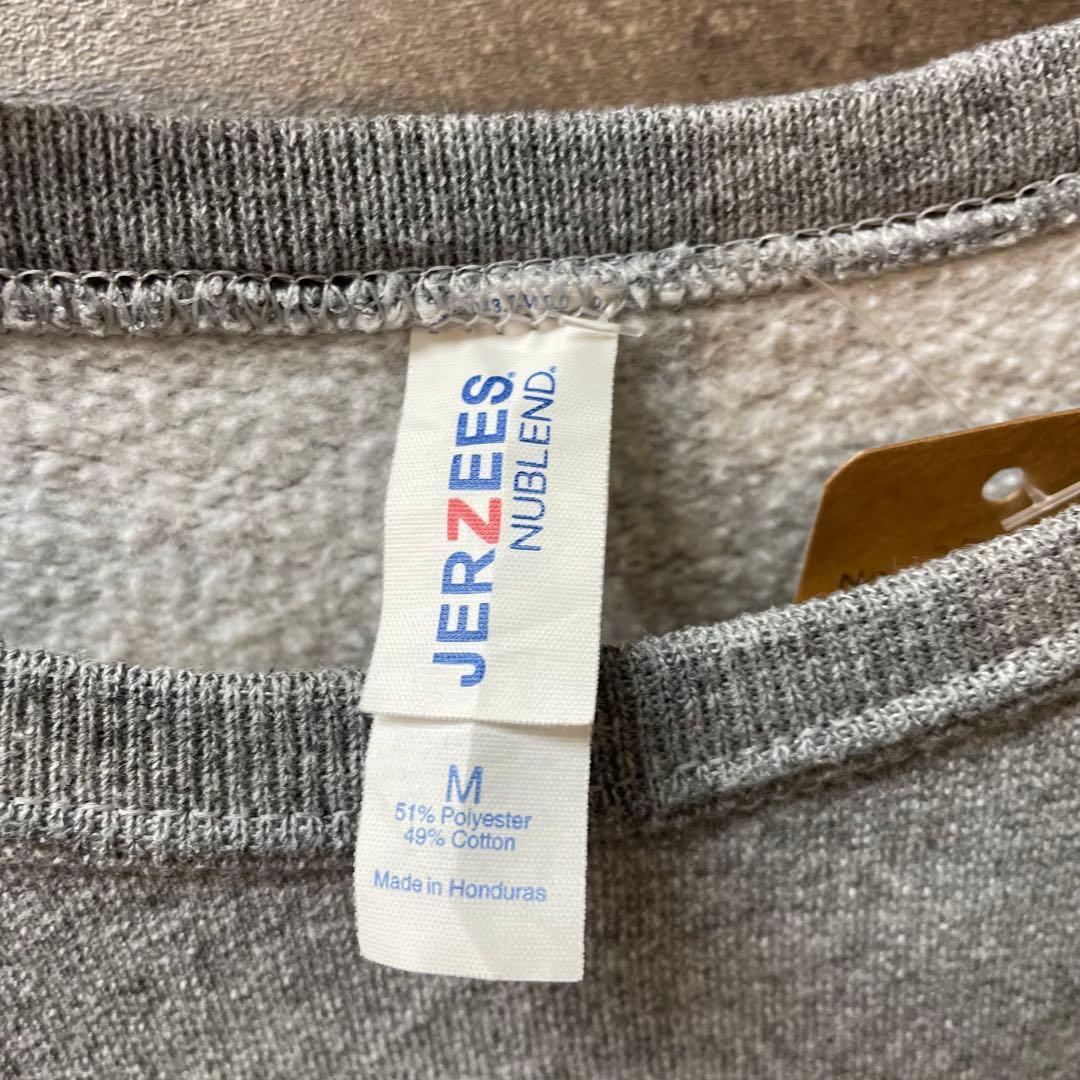 JERZEES®
NUBLEND®
M
51% Polyester
49% Cotton
Made in Honduras